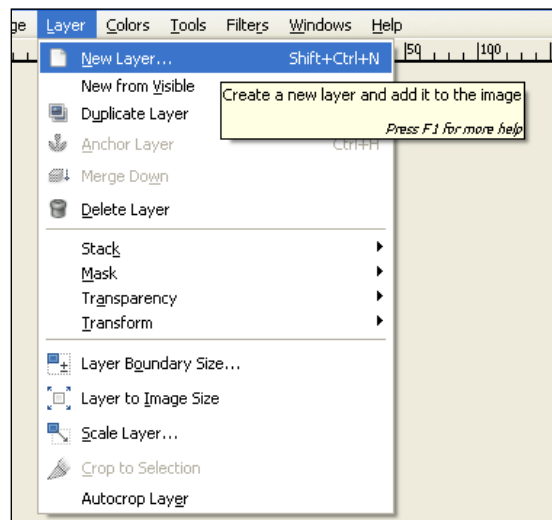 ge Layer Colors Tools Filters Windows Help
50 100
New Layer... Shift+Ctrl+N
New from Visible
Create a new layer and add it to the image
Duplicate Layer
Press F1 for more help
Anchor Layer Ctrl+H
Merge Down
Delete Layer
Stack
Mask
Transparency
Transform
Layer Boundary Size...
Layer to Image Size
Scale Layer...
Crop to Selection
Autocrop Layer